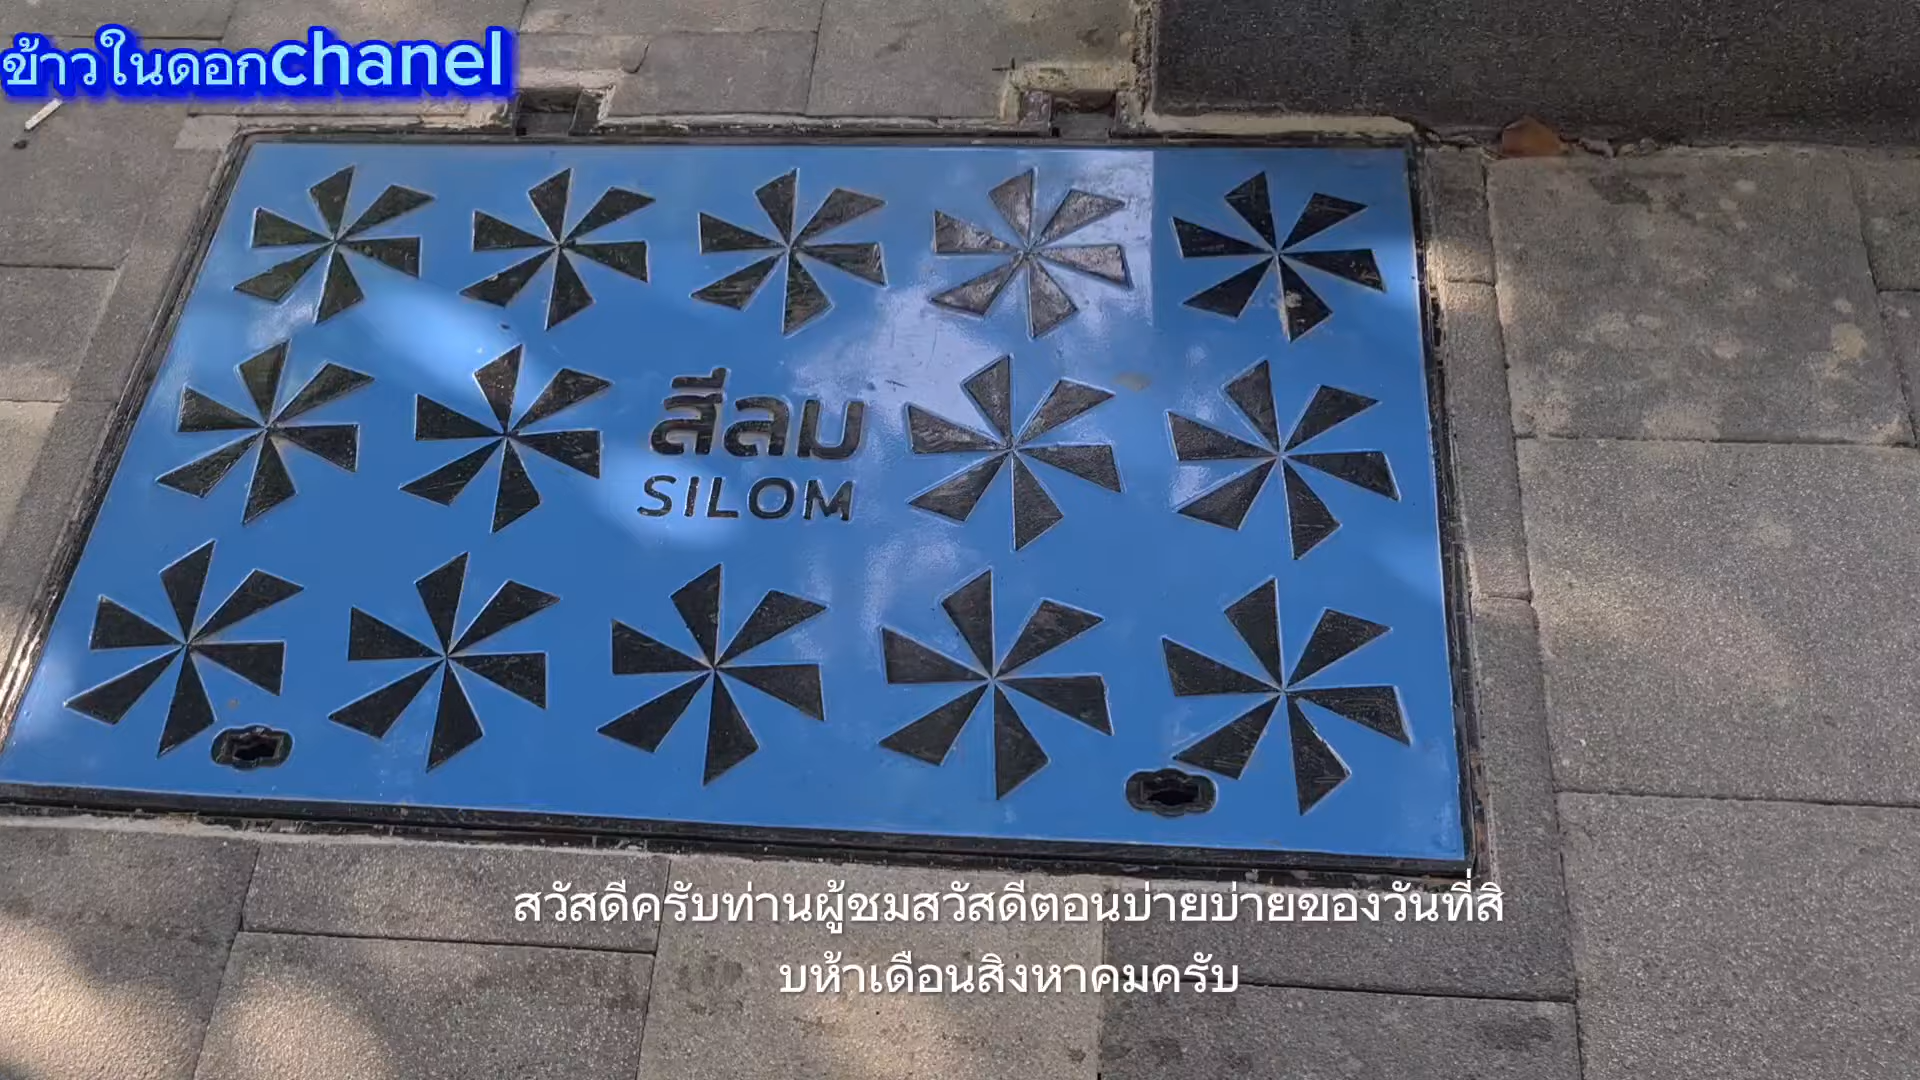 ข้าวในดอกchanel
สีลม
SILOM
สวัสดีครับท่านผู้ชมสวัสดีตอนบ่ายบ่ายของวันที่สิ
บห้าเดือนสิงหาคมครับ